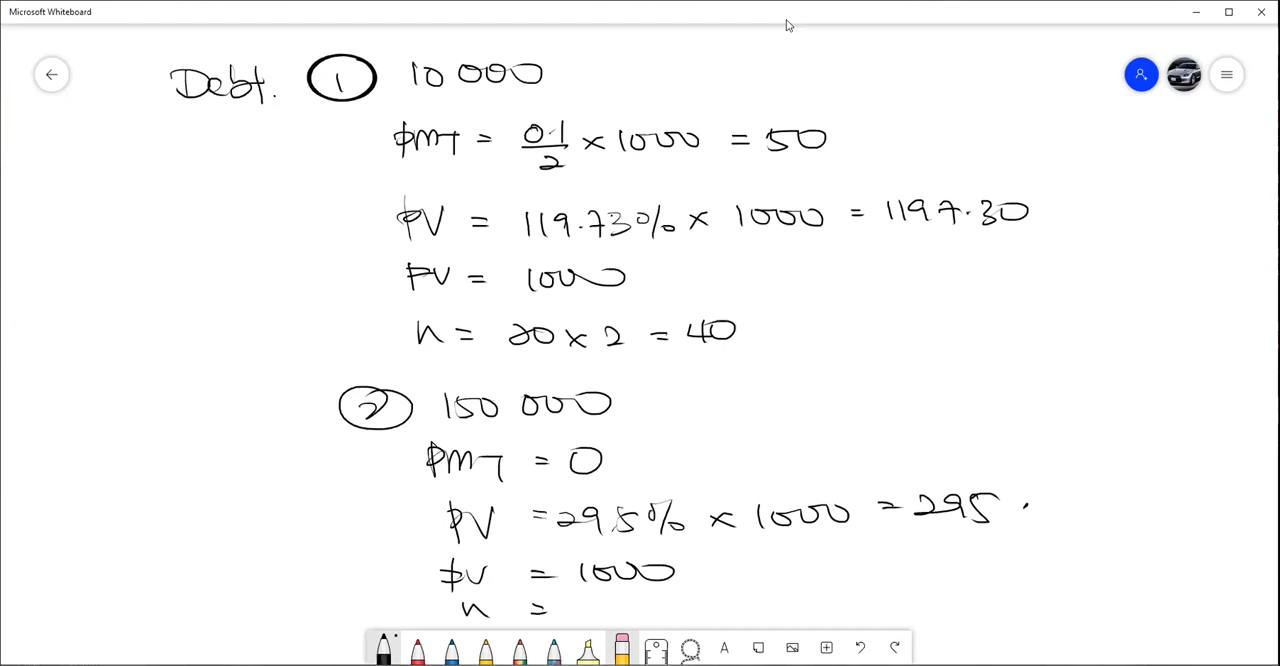 Microsoft Whiteboard
Debt. ① 10 000
PMT = 0.1/2 × 1000 = 50
PV = 119.73% × 1000 = 1197.30
FV = 1000
n = 20 × 2 = 40
② 150 000
PMT = 0
PV = 29.5% × 1000 = 295.
FV = 1000
n =